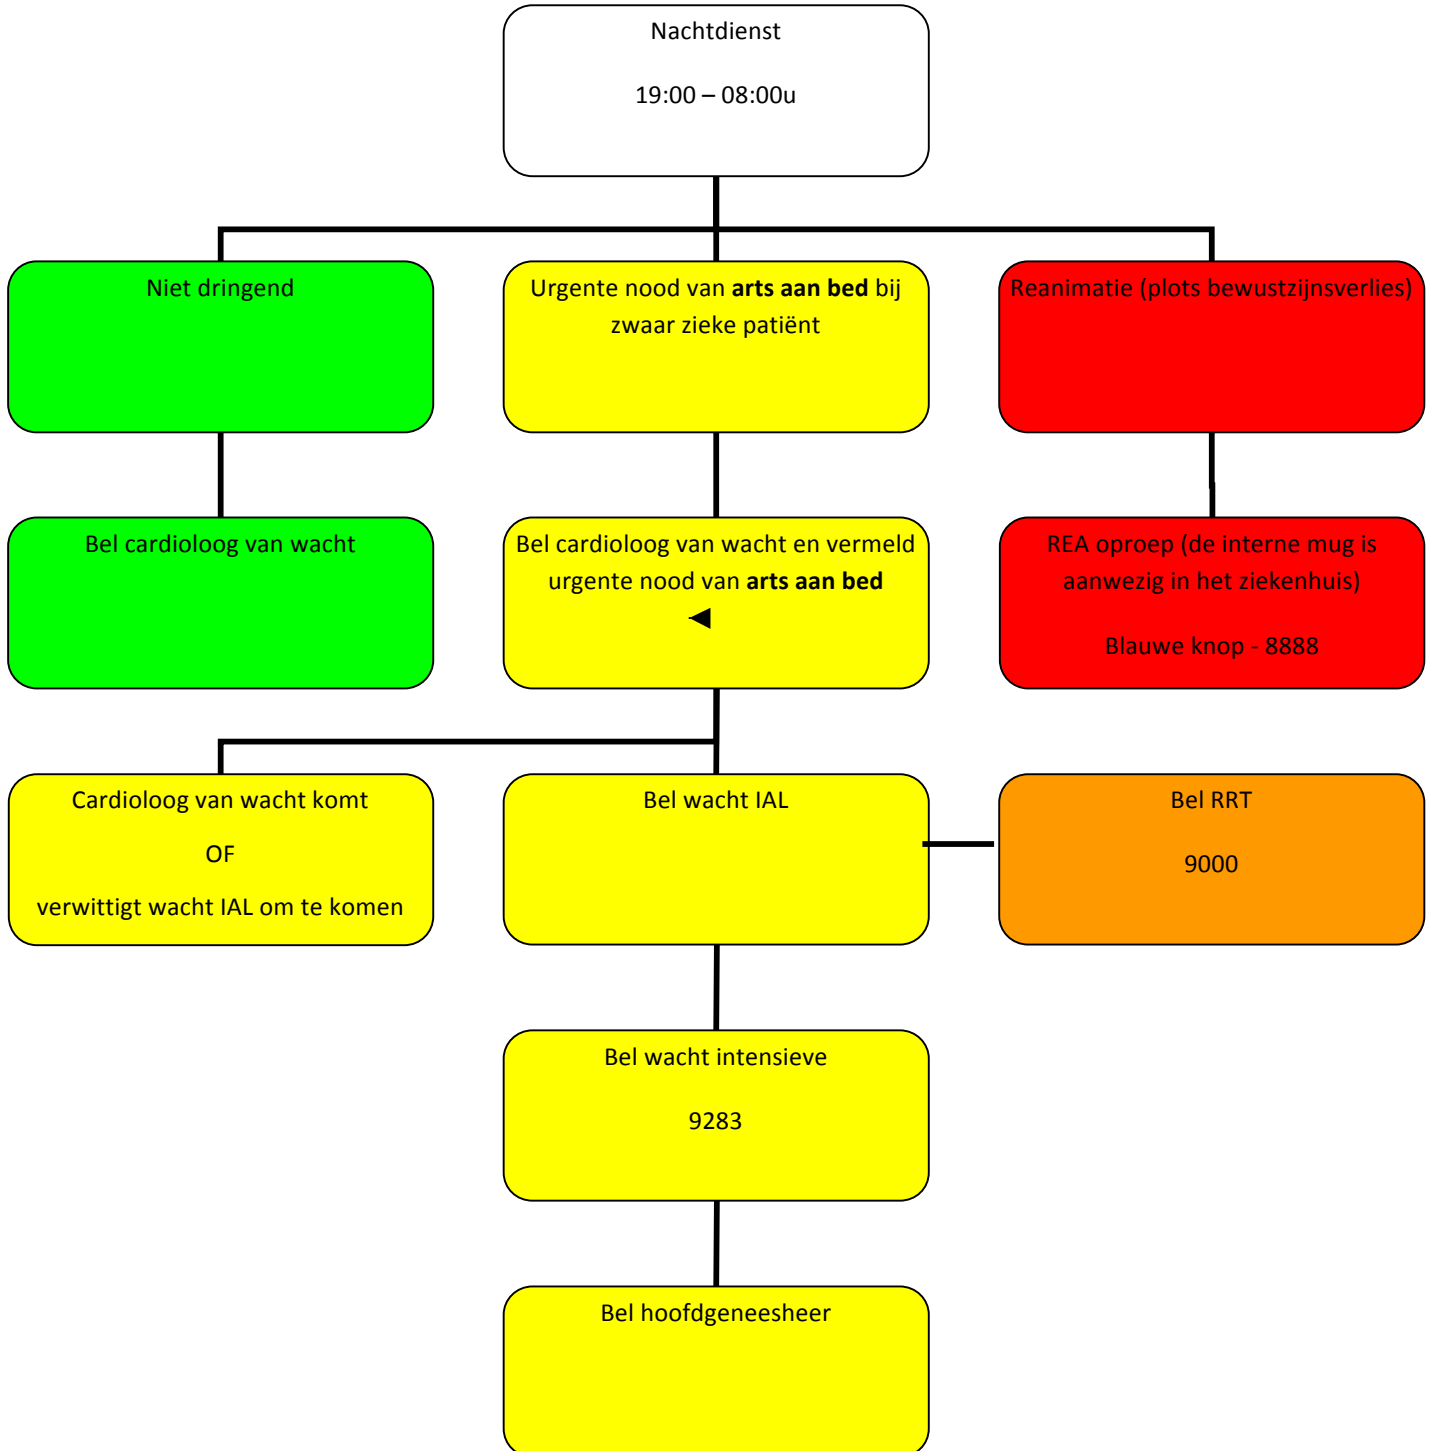 Nachtdienst
19:00 – 08:00u
Niet dringend
Urgente nood van arts aan bed bij
zwaar zieke patiënt
Reanimatie (plots bewustzijnsverlies)
Bel cardioloog van wacht
Bel cardioloog van wacht en vermeld
urgente nood van arts aan bed
REA oproep (de interne mug is
aanwezig in het ziekenhuis)
Blauwe knop - 8888
Cardioloog van wacht komt
OF
verwittigt wacht IAL om te komen
Bel wacht IAL
Bel RRT
9000
Bel wacht intensieve
9283
Bel hoofdgeneesheer